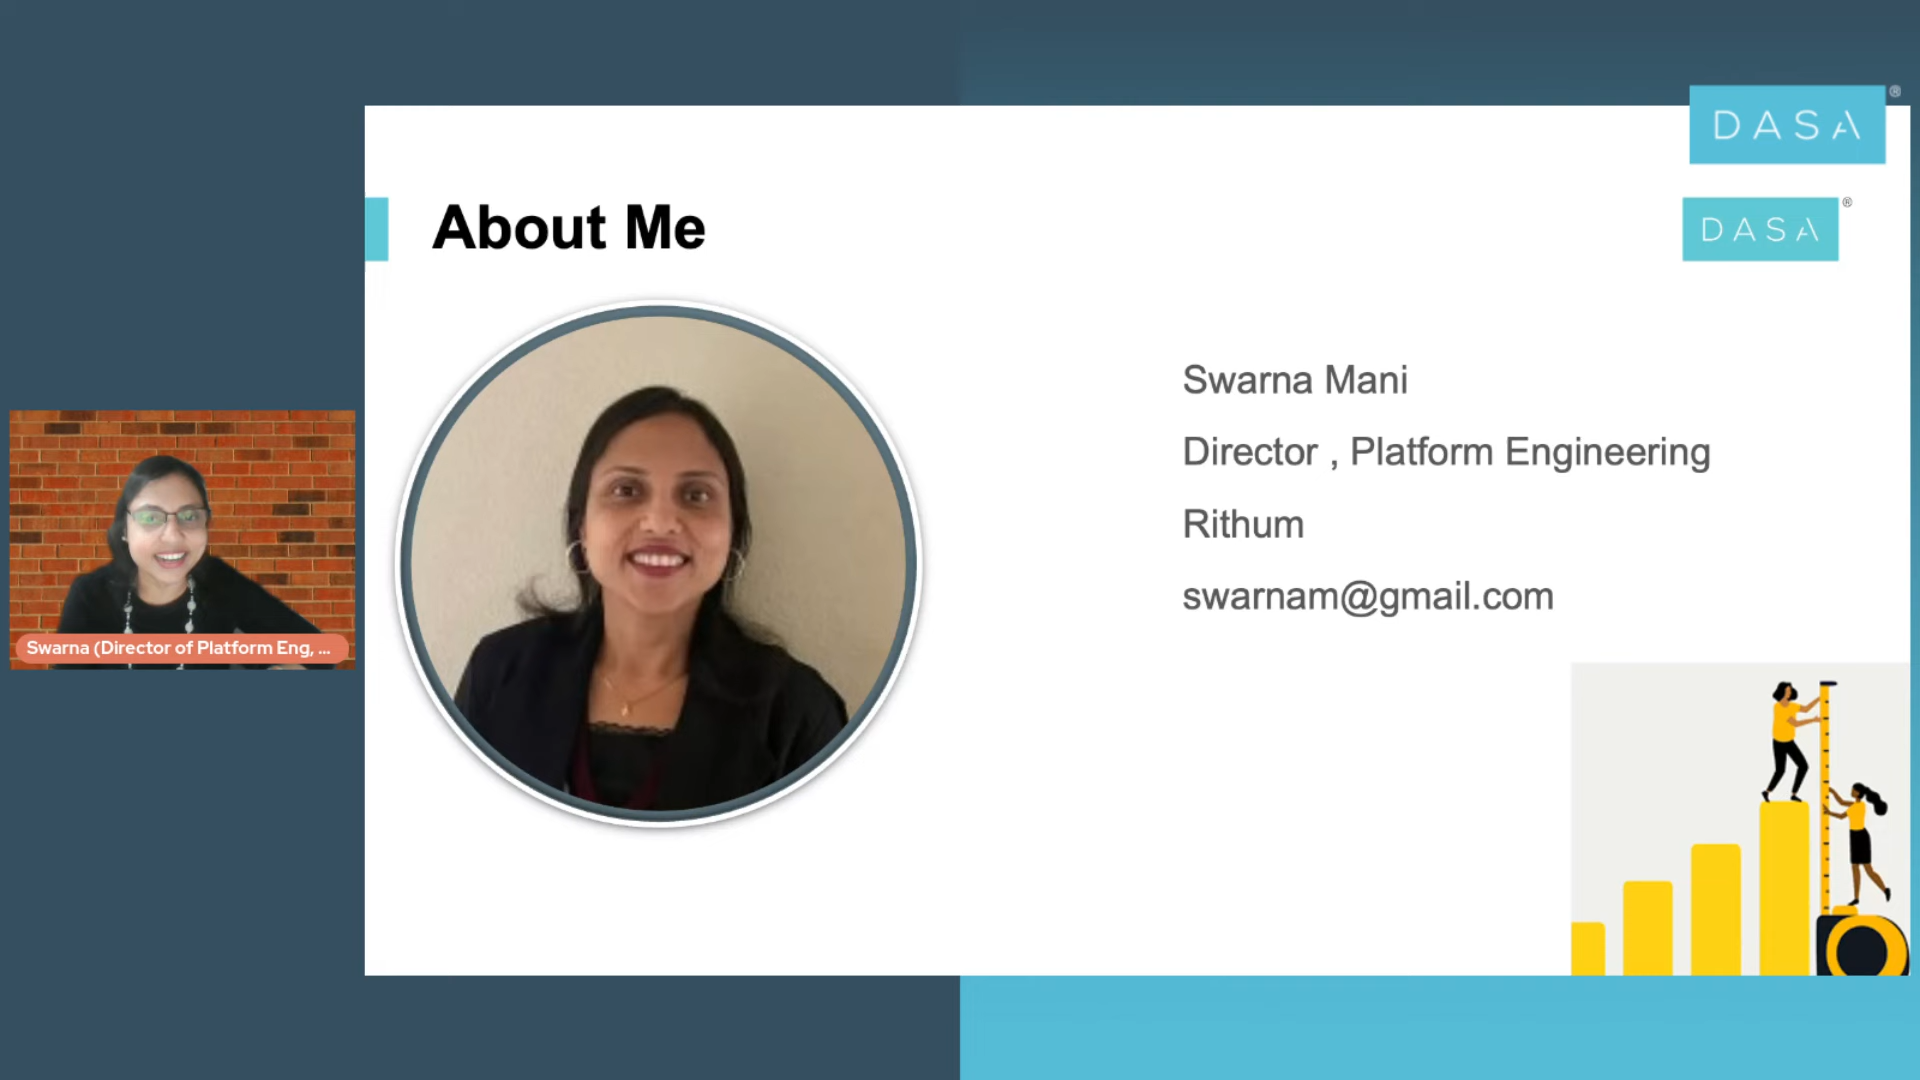 DASA®
DASA®
About Me
Swarna Mani
Director , Platform Engineering
Rithum
swarnam@gmail.com
Swarna (Director of Platform Eng, ...